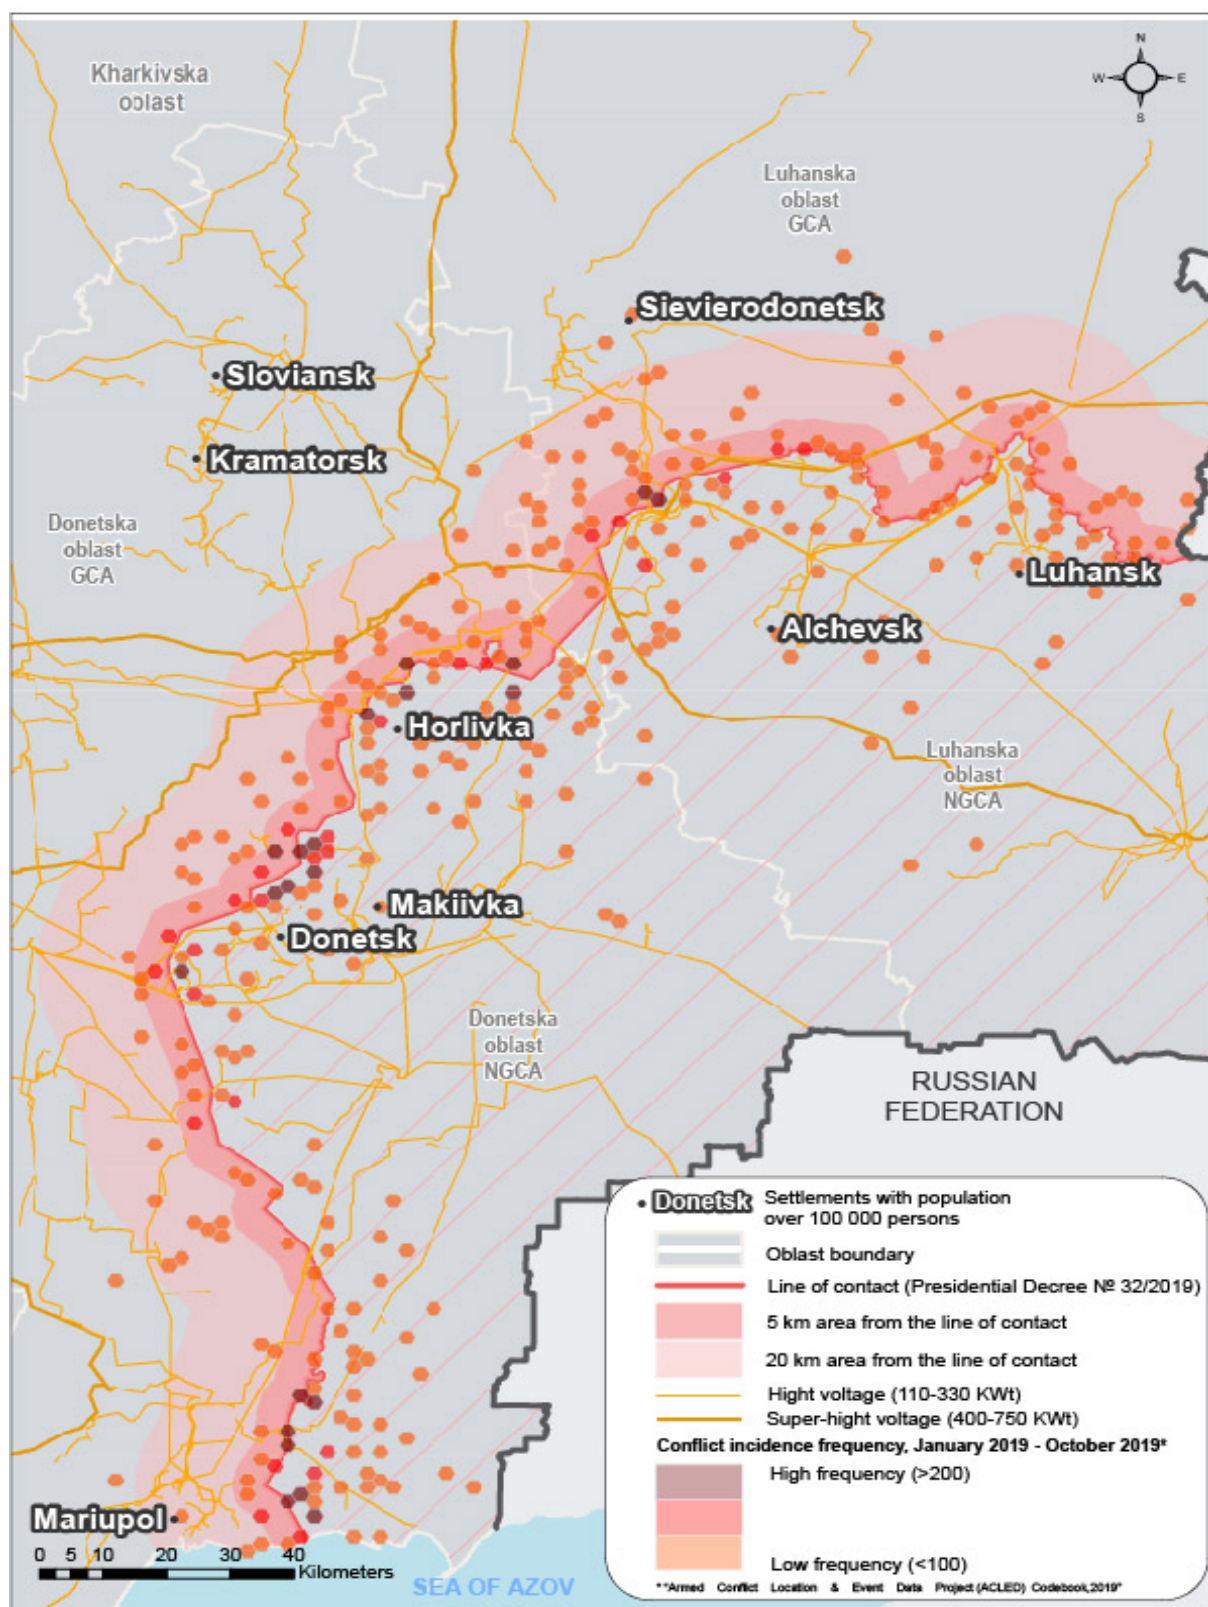 Kharkivska
oblast
N
W
E
S
Luhanska
oblast
GCA
Sievierodonetsk
Sloviansk
Kramatorsk
Donetska
oblast
GCA
Luhansk
Alchevsk
Horlivka
Luhanska
oblast
NGCA
Makiivka
Donetsk
Donetska
oblast
NGCA
RUSSIAN
FEDERATION
Mariupol
0 5 10 20 30 40
Kilometers
SEA OF AZOV
Donetsk Settlements with population
over 100 000 persons
Oblast boundary
Line of contact (Presidential Decree № 32/2019)
5 km area from the line of contact
20 km area from the line of contact
Hight voltage (110-330 KWt)
Super-hight voltage (400-750 KWt)
Conflict incidence frequency, January 2019 - October 2019*
High frequency (>200)
Low frequency (<100)
* "Armed Conflict Location & Event Data Project (ACLED) Codebook,2019"